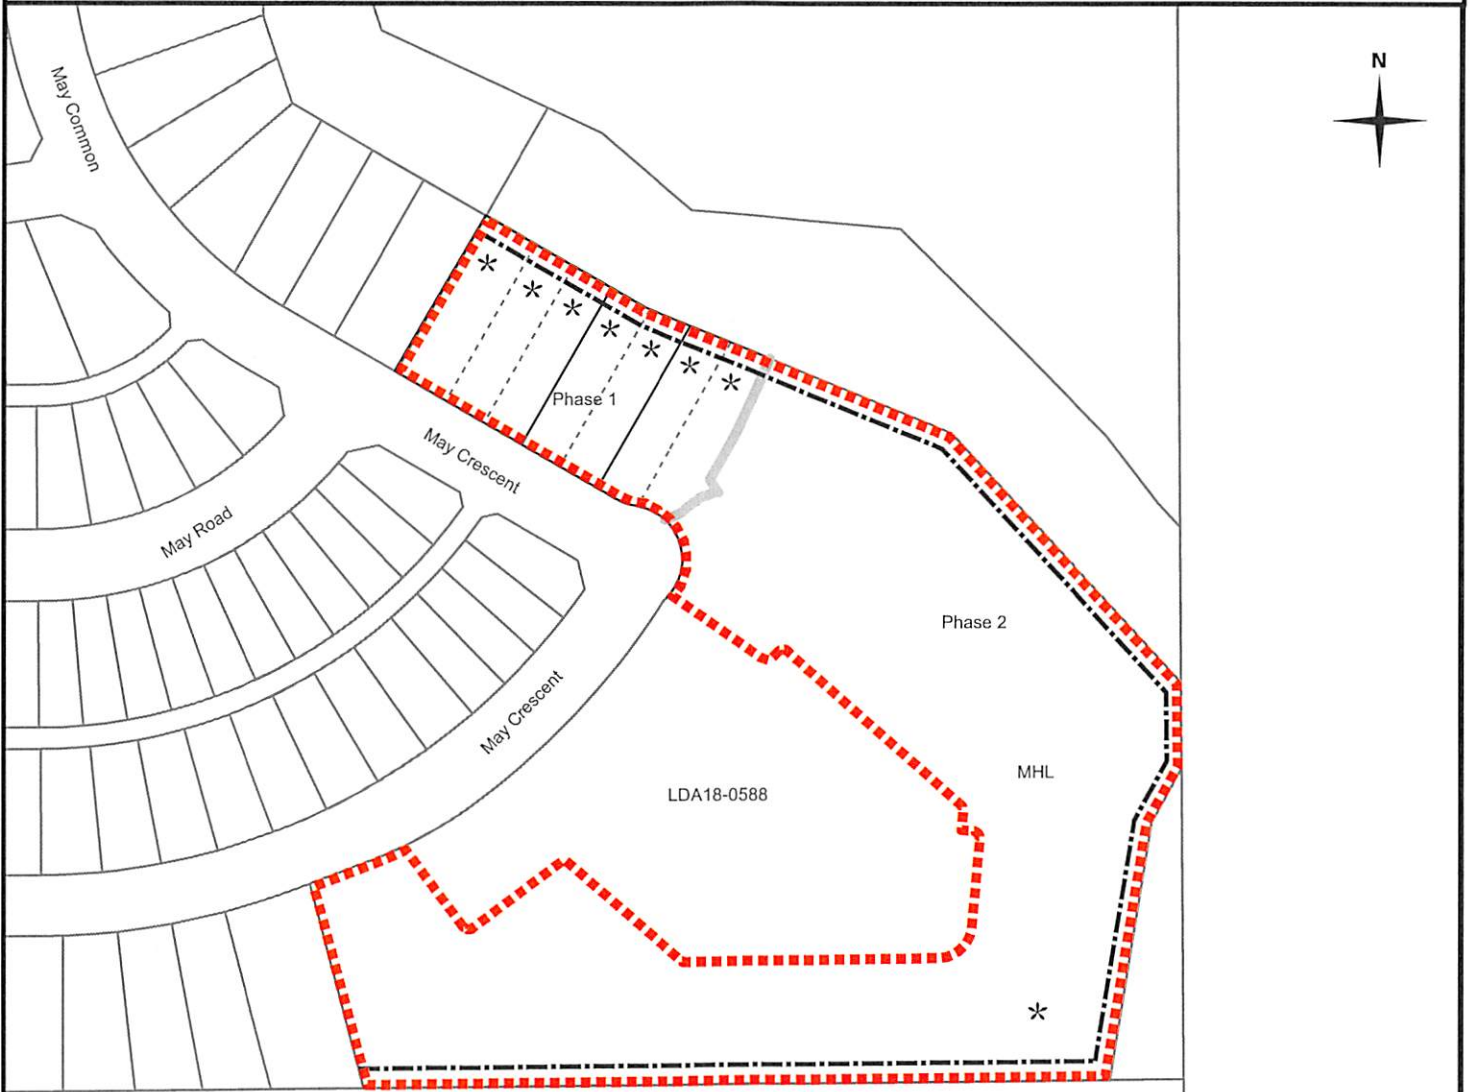 N
May Common
* * * * * * *
Phase 1
May Crescent
May Road
Phase 2
May Crescent
MHL
LDA18-0588
*